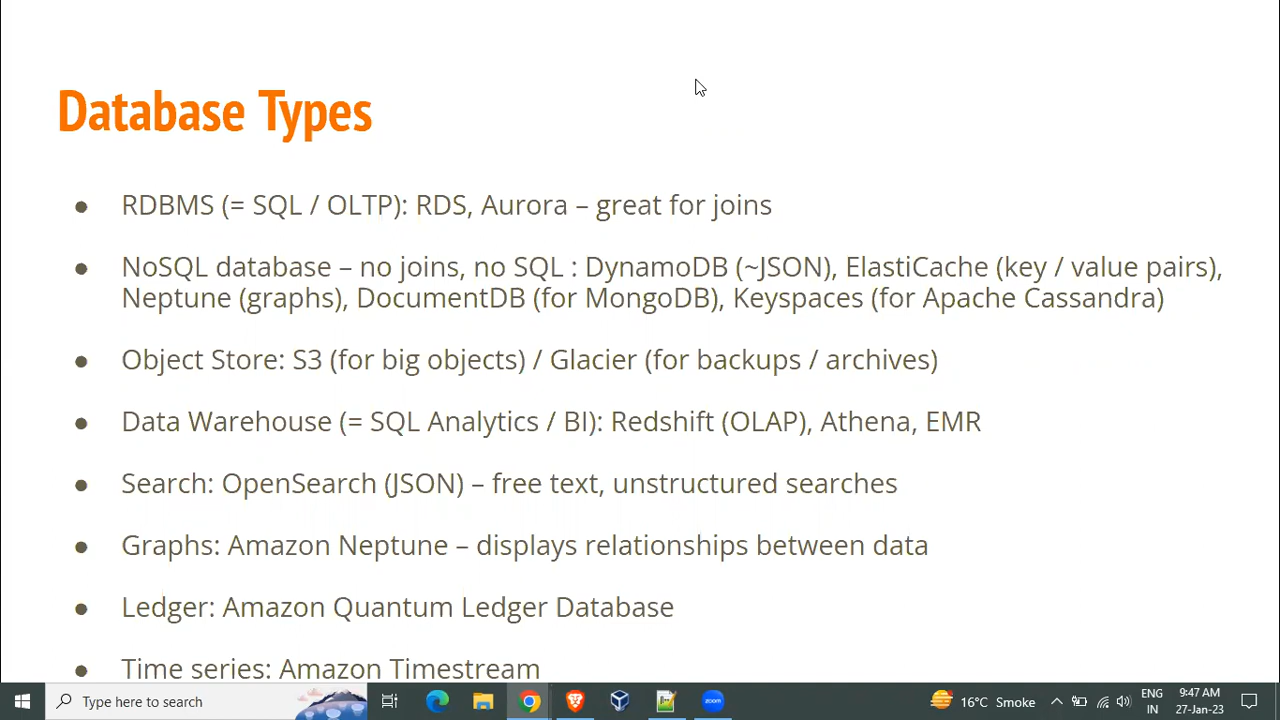 Database Types
● RDBMS (= SQL / OLTP): RDS, Aurora – great for joins
● NoSQL database – no joins, no SQL : DynamoDB (~JSON), ElastiCache (key / value pairs),
Neptune (graphs), DocumentDB (for MongoDB), Keyspaces (for Apache Cassandra)
● Object Store: S3 (for big objects) / Glacier (for backups / archives)
● Data Warehouse (= SQL Analytics / BI): Redshift (OLAP), Athena, EMR
● Search: OpenSearch (JSON) – free text, unstructured searches
● Graphs: Amazon Neptune – displays relationships between data
● Ledger: Amazon Quantum Ledger Database
● Time series: Amazon Timestream
Type here to search
zoom
16°C Smoke
ENG
IN
9:47 AM
27-Jan-23